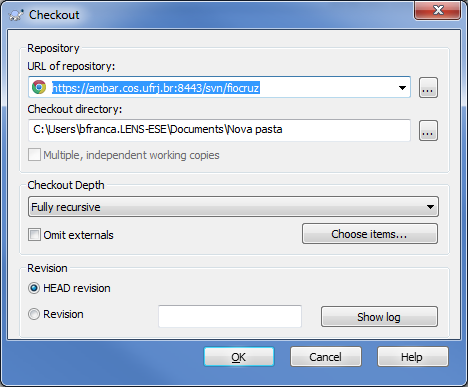 Checkout
Repository
URL of repository:
https://ambar.cos.ufrj.br:8443/svn/fiocruz
...
Checkout directory:
C:\Users\bfranca.LENS-ESE\Documents\Nova pasta
...
Multiple, independent working copies
Checkout Depth
Fully recursive
Omit externals
Choose items...
Revision
HEAD revision
Revision
Show log
OK
Cancel
Help